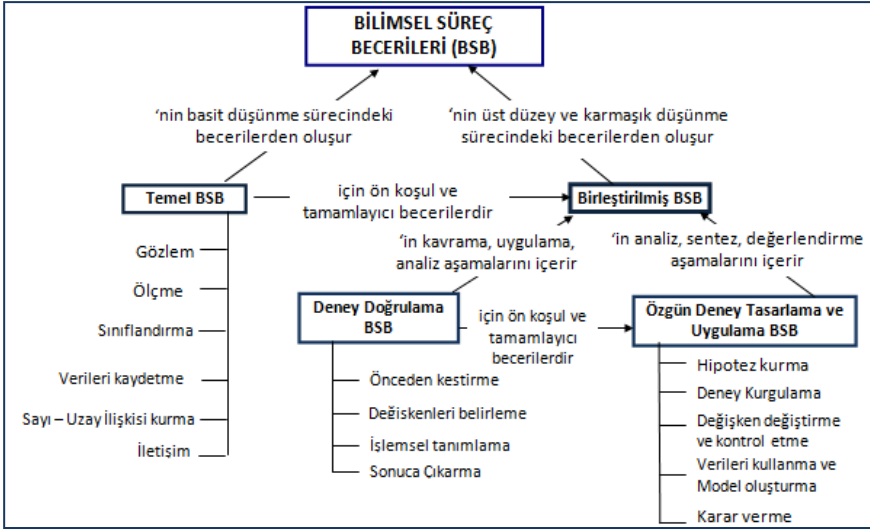 BİLİMSEL SÜREÇ
BECERİLERİ (BSB)
'nin basit düşünme sürecindeki
becerilerden oluşur
'nin üst düzey ve karmaşık düşünme
sürecindeki becerilerden oluşur
Temel BSB
için ön koşul ve
tamamlayıcı becerilerdir
Birleştirilmiş BSB
Gözlem
Ölçme
Sınıflandırma
Verileri kaydetme
Sayı – Uzay İlişkisi kurma
İletişim
'in kavrama, uygulama,
analiz aşamalarını içerir
'in analiz, sentez, değerlendirme
aşamalarını içerir
Deney Doğrulama
BSB
için ön koşul ve
tamamlayıcı
becerilerdir
Özgün Deney Tasarlama ve
Uygulama BSB
Önceden kestirme
Değiskenleri belirleme
İşlemsel tanımlama
Sonuca Çıkarma
Hipotez kurma
Deney Kurgulama
Değişken değiştirme
ve kontrol etme
Verileri kullanma ve
Model oluşturma
Karar verme